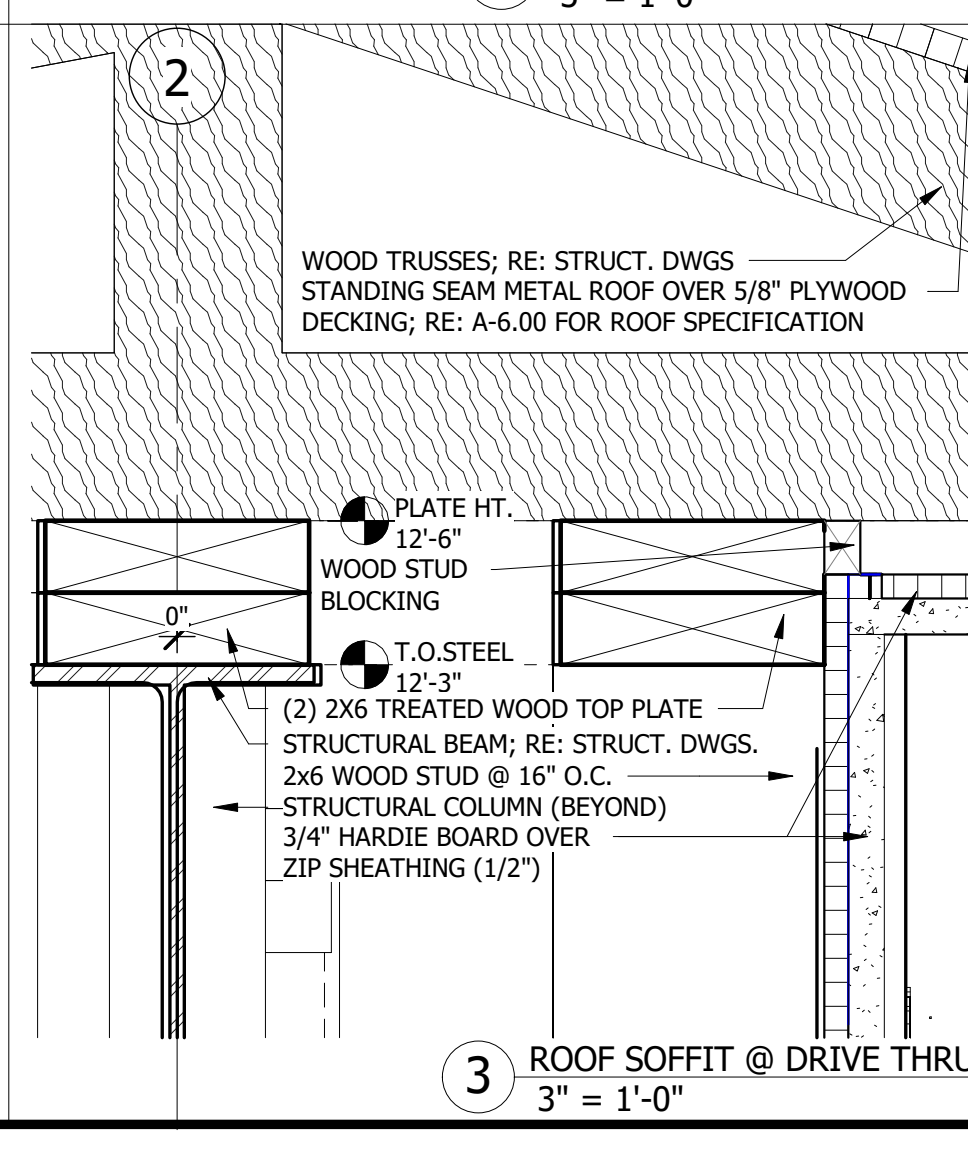 3" = 1'-0"
2
WOOD TRUSSES; RE: STRUCT. DWGS
STANDING SEAM METAL ROOF OVER 5/8" PLYWOOD
DECKING; RE: A-6.00 FOR ROOF SPECIFICATION
PLATE HT.
12'-6"
WOOD STUD
BLOCKING
0"
T.O.STEEL
12'-3"
(2) 2X6 TREATED WOOD TOP PLATE
STRUCTURAL BEAM; RE: STRUCT. DWGS.
2x6 WOOD STUD @ 16" O.C.
STRUCTURAL COLUMN (BEYOND)
3/4" HARDIE BOARD OVER
ZIP SHEATHING (1/2")
3
ROOF SOFFIT @ DRIVE THRU
3" = 1'-0"